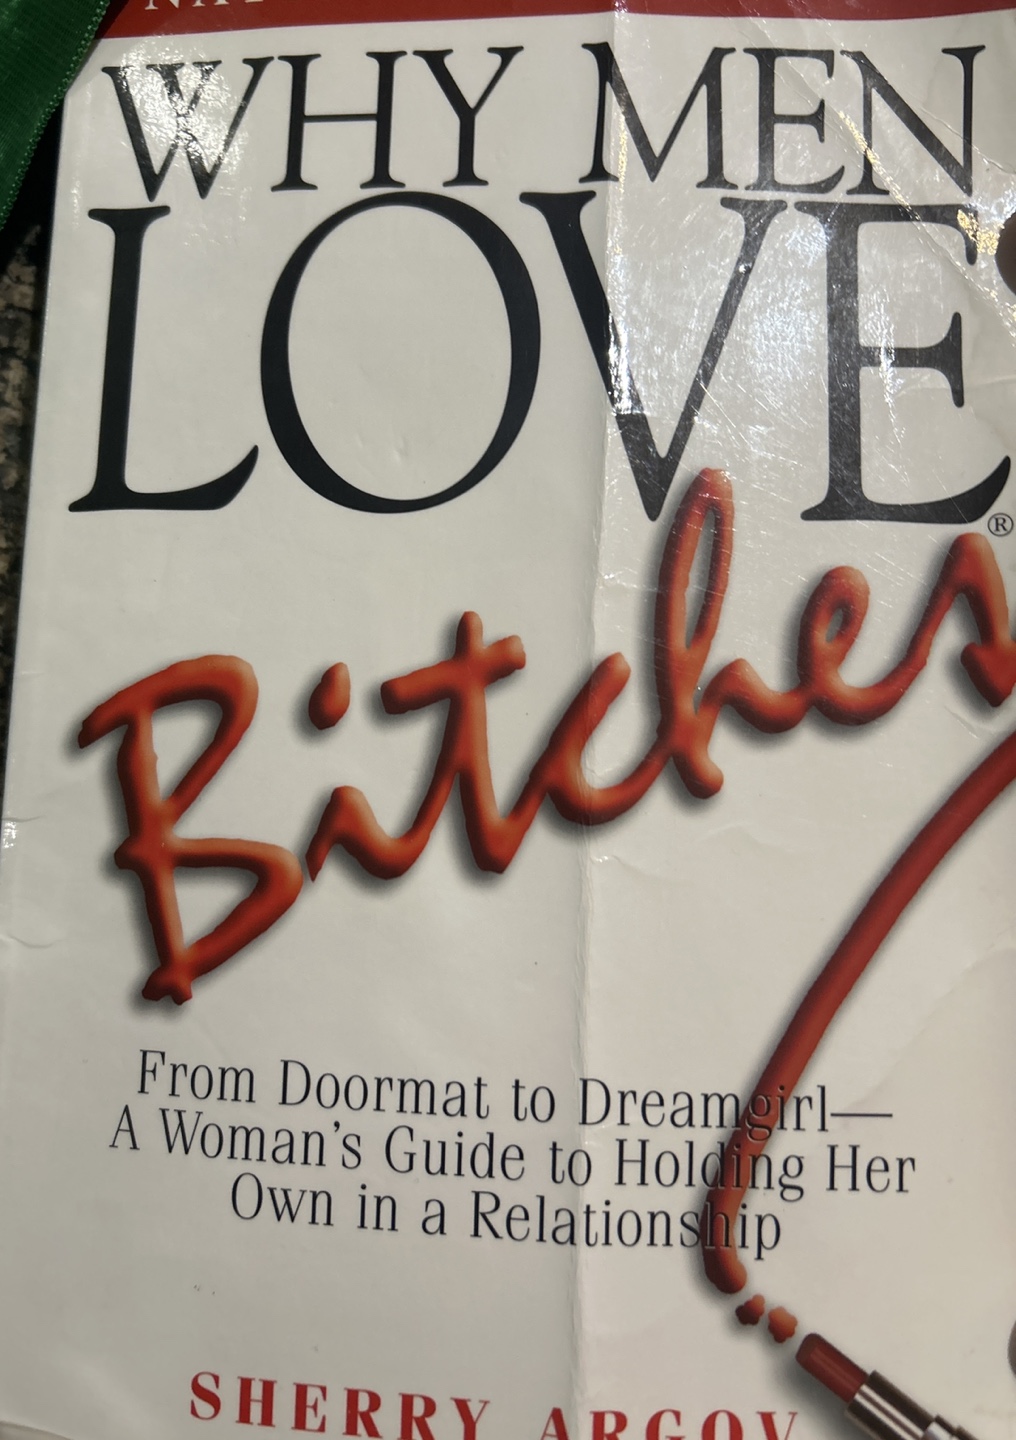 WHY MEN
LOVE®
Bitches
From Doormat to Dreamgirl—
A Woman's Guide to Holding Her
Own in a Relationship
SHERRY ARGOV